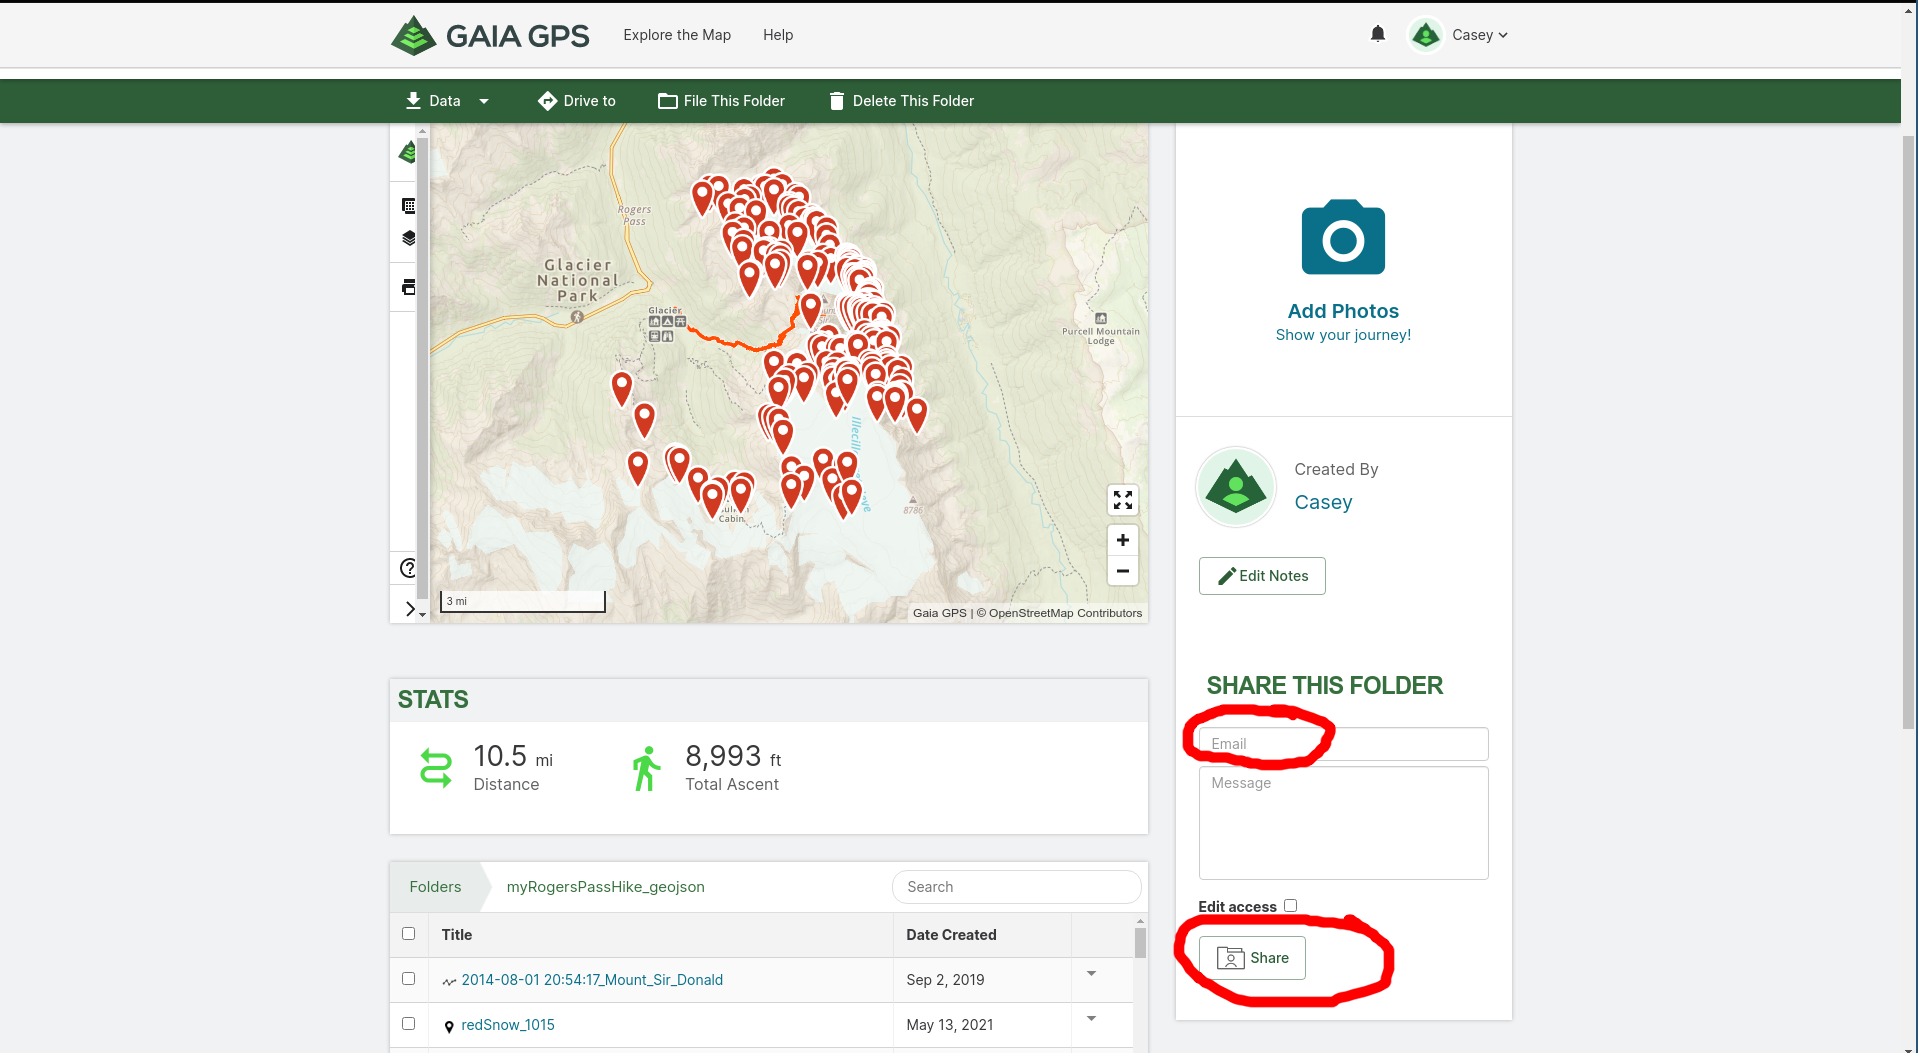 GAIA GPS
Explore the Map
Help
Casey
Data
Drive to
File This Folder
Delete This Folder
Rogers
Pass
Glacier
National
Park
Glacier
Purcell Mountain
Lodge
Cabin
8786
3 mi
Gaia GPS | © OpenStreetMap Contributors
Add Photos
Show your journey!
Created By
Casey
Edit Notes
SHARE THIS FOLDER
Email
Message
Edit access
Share
STATS
10.5 mi
Distance
8,993 ft
Total Ascent
Folders
myRogersPassHike_geojson
Search
Title
Date Created
2014-08-01 20:54:17_Mount_Sir_Donald
Sep 2, 2019
redSnow_1015
May 13, 2021